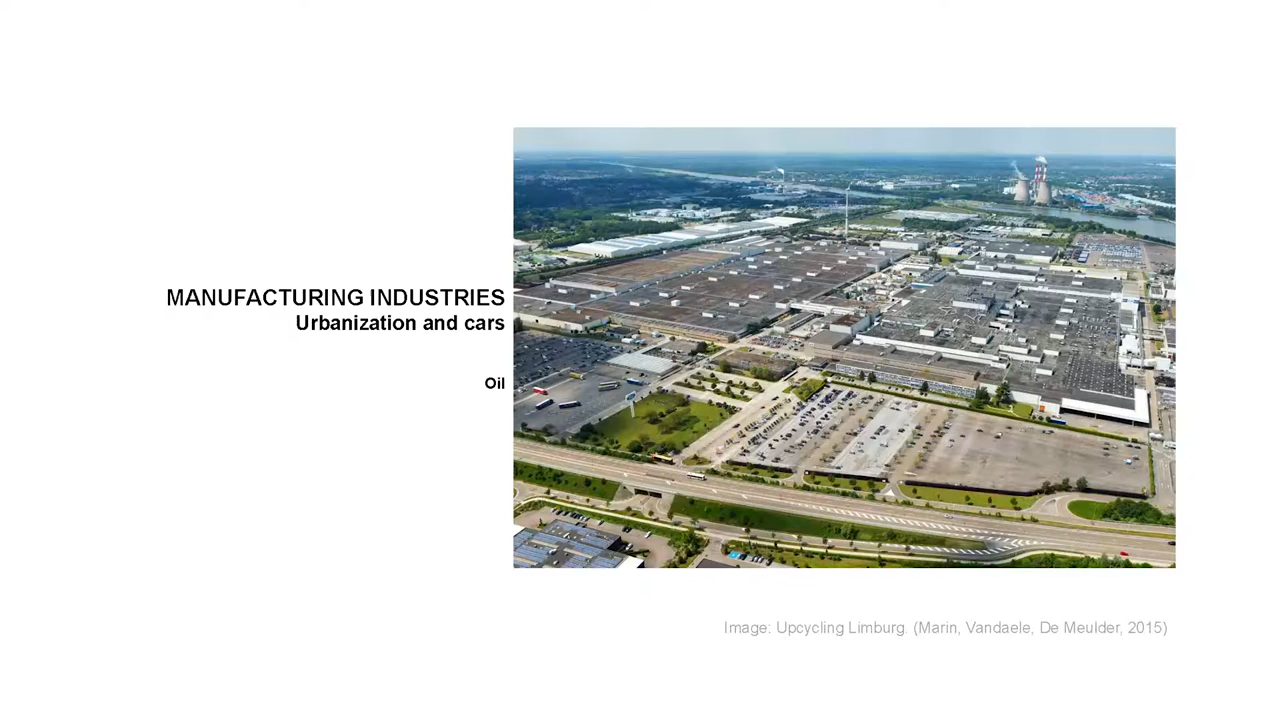 MANUFACTURING INDUSTRIES
Urbanization and cars
Oil
Image: Upcycling Limburg. (Marin, Vandaele, De Meulder, 2015)